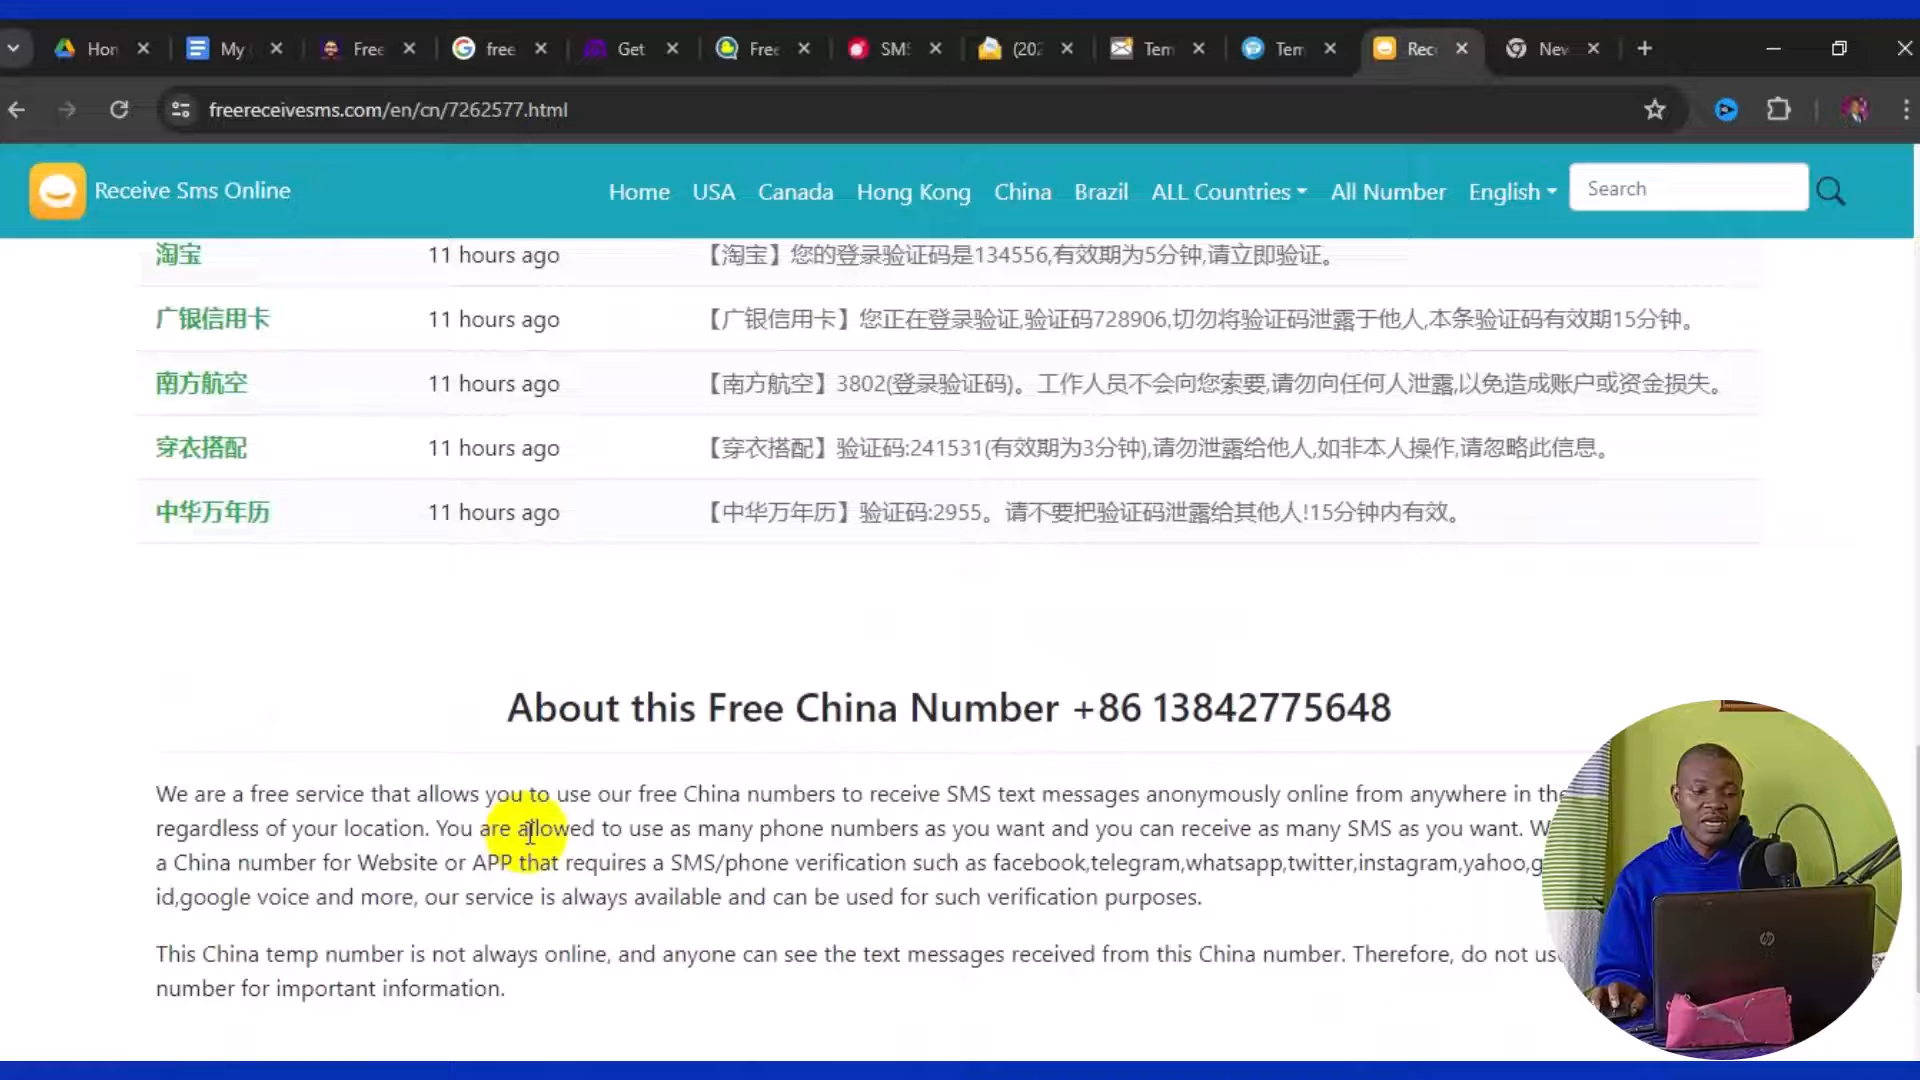 Hon
My
Free
free
Get
Free
SMS
(202
Tem
Tem
Rec
New
freereceivesms.com/en/cn/7262577.html
Receive Sms Online
Home
USA
Canada
Hong Kong
China
Brazil
ALL Countries
All Number
English
Search
淘宝 11 hours ago 【淘宝】您的登录验证码是134556,有效期为5分钟,请立即验证。
广银信用卡 11 hours ago 【广银信用卡】您正在登录验证,验证码728906,切勿将验证码泄露于他人,本条验证码有效期15分钟。
南方航空 11 hours ago 【南方航空】3802(登录验证码)。工作人员不会向您索要,请勿向任何人泄露,以免造成账户或资金损失。
穿衣搭配 11 hours ago 【穿衣搭配】验证码:241531(有效期为3分钟),请勿泄露给他人,如非本人操作,请忽略此信息。
中华万年历 11 hours ago 【中华万年历】验证码:2955。请不要把验证码泄露给其他人!15分钟内有效。
About this Free China Number +86 13842775648
We are a free service that allows you to use our free China numbers to receive SMS text messages anonymously online from anywhere in the
regardless of your location. You are allowed to use as many phone numbers as you want and you can receive as many SMS as you want. W
a China number for Website or APP that requires a SMS/phone verification such as facebook,telegram,whatsapp,twitter,instagram,yahoo,g
id,google voice and more, our service is always available and can be used for such verification purposes.
This China temp number is not always online, and anyone can see the text messages received from this China number. Therefore, do not use
number for important information.
hp